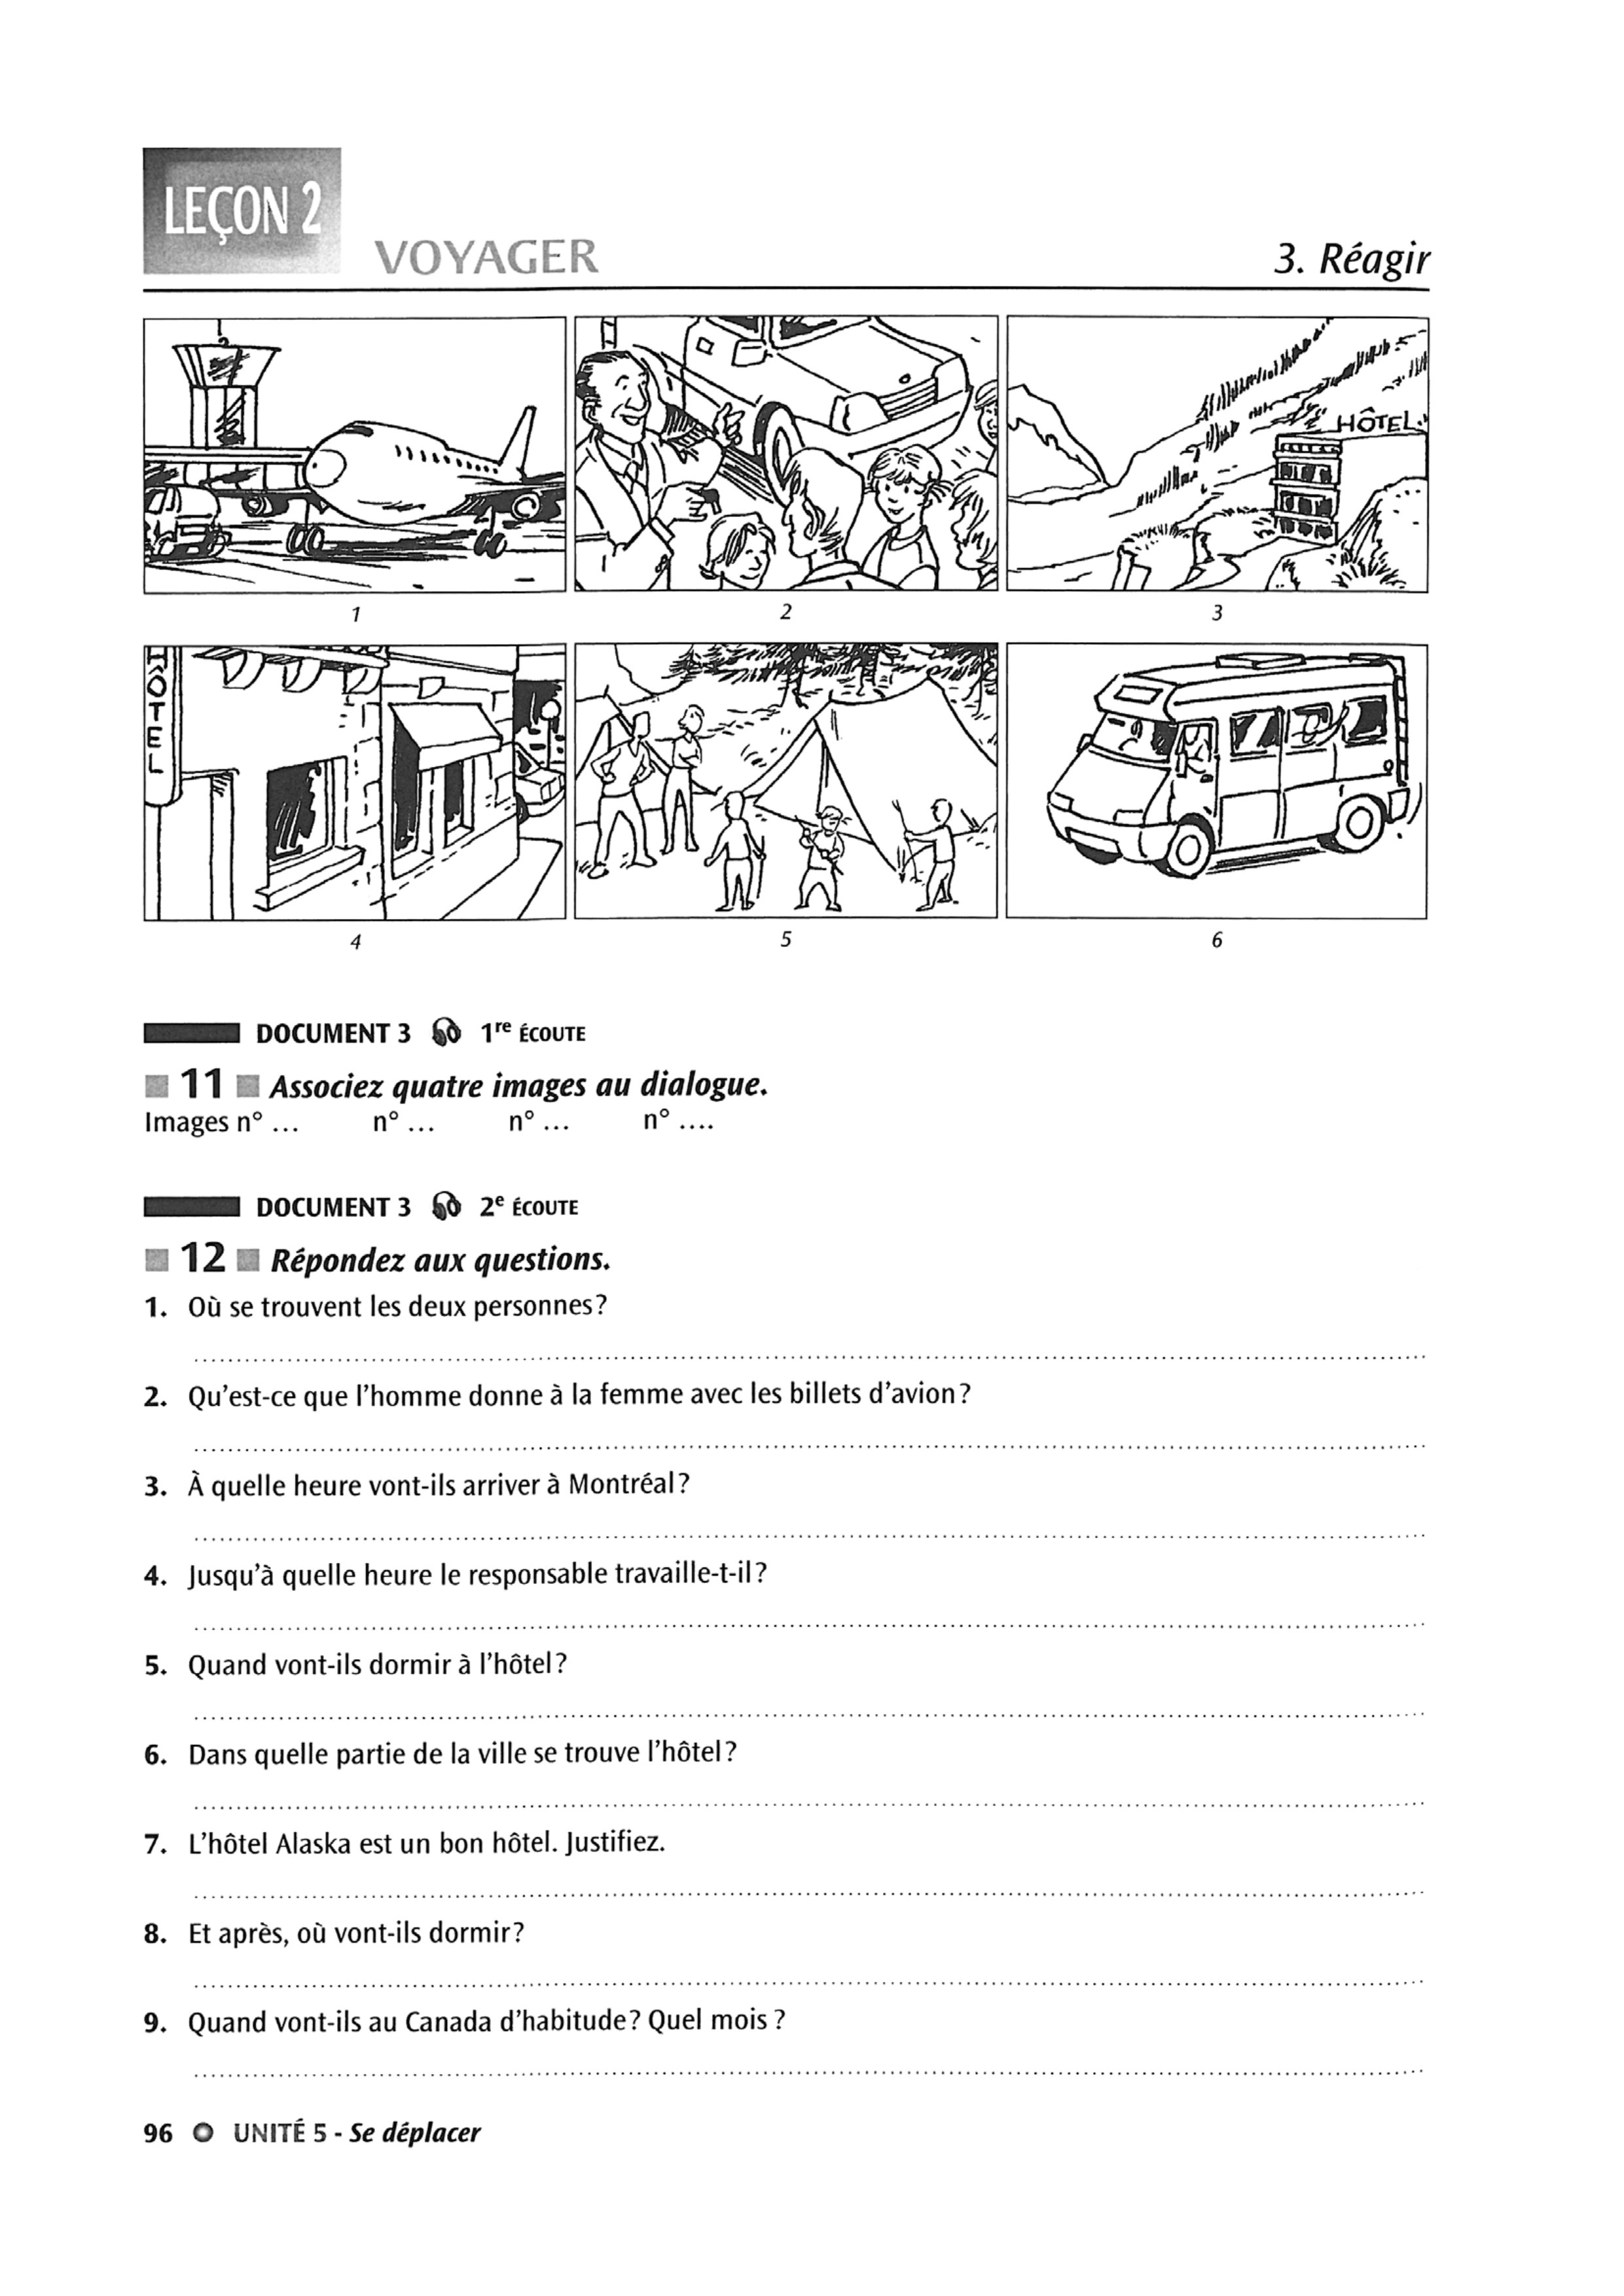 LEÇON 2
VOYAGER
3. Réagir
HÔTEL
1
2
3
HÔTEL
4
5
6
DOCUMENT 3 1re ÉCOUTE
11 Associez quatre images au dialogue.
Images n° ... n° ... n° ... n° ....
DOCUMENT 3 2e ÉCOUTE
12 Répondez aux questions.
1. Où se trouvent les deux personnes?
2. Qu'est-ce que l'homme donne à la femme avec les billets d'avion?
3. À quelle heure vont-ils arriver à Montréal?
4. Jusqu'à quelle heure le responsable travaille-t-il?
5. Quand vont-ils dormir à l'hôtel?
6. Dans quelle partie de la ville se trouve l'hôtel?
7. L'hôtel Alaska est un bon hôtel. Justifiez.
8. Et après, où vont-ils dormir?
9. Quand vont-ils au Canada d'habitude? Quel mois ?
96 UNITÉ 5 - Se déplacer